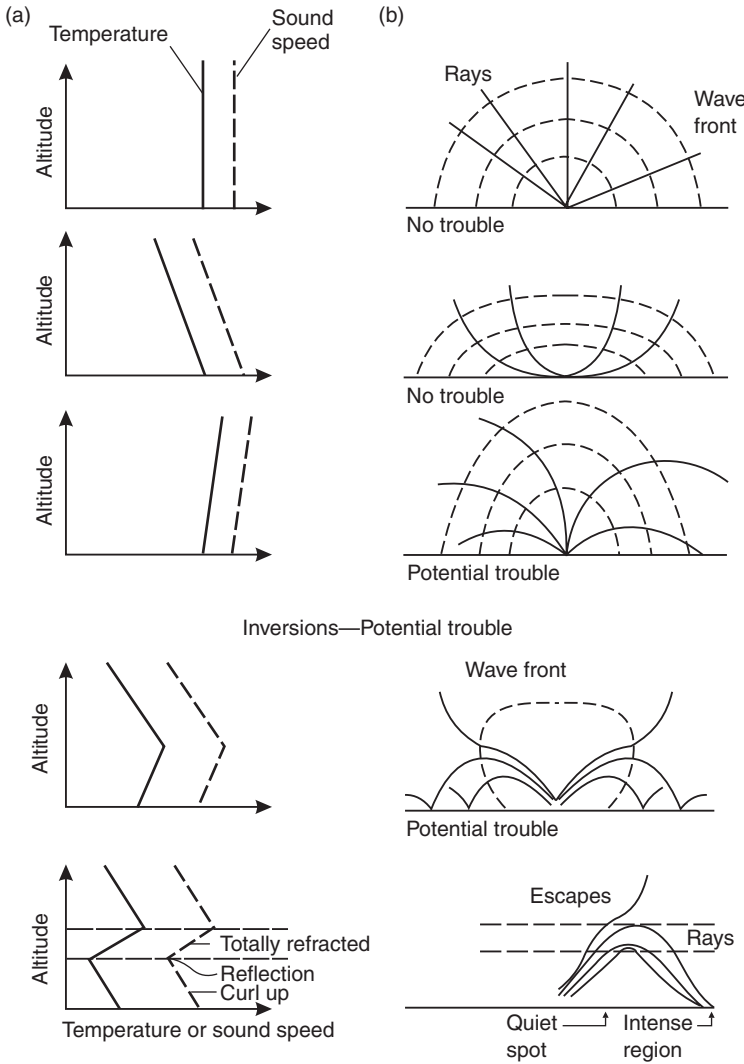 (a)
Temperature
Sound
speed
Altitude
(b)
Rays
Wave
front
No trouble
Altitude
No trouble
Altitude
Potential trouble
Inversions—Potential trouble
Altitude
Wave front
Potential trouble
Altitude
Totally refracted
Reflection
Curl up
Temperature or sound speed
Escapes
Rays
Quiet
spot
Intense
region